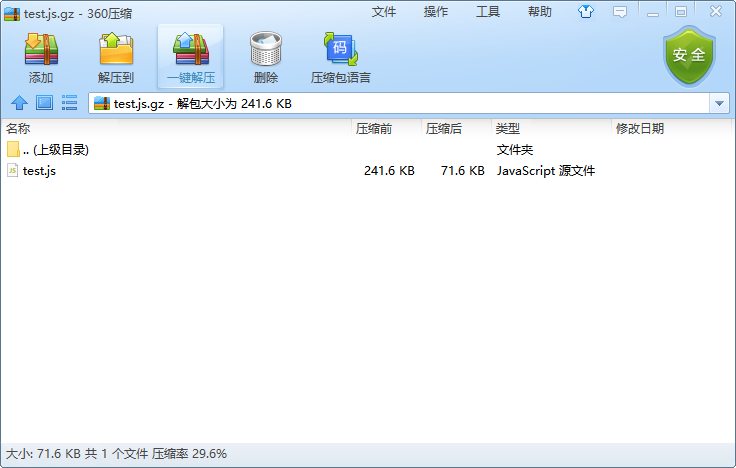 test.js.gz - 360压缩 文件 操作 工具 帮助
添加 解压到 一键解压 删除 码 压缩包语言 安全
test.js.gz - 解包大小为 241.6 KB
名称 压缩前 压缩后 类型 修改日期
.. (上级目录) 文件夹
JS test.js 241.6 KB 71.6 KB JavaScript 源文件
大小: 71.6 KB 共 1 个文件 压缩率 29.6%